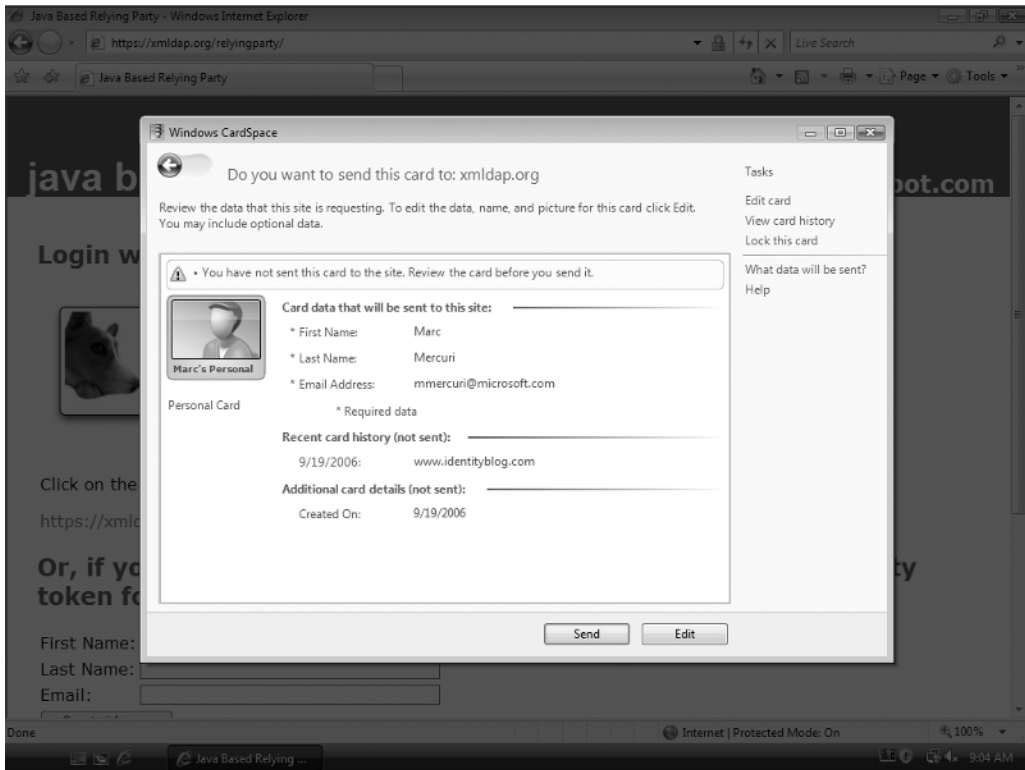 Java Based Relying Party - Windows Internet Explorer
https://xmldap.org/relyingparty/
Live Search
Java Based Relying Party
Page
Tools
java b
pot.com
Login w
Windows CardSpace
Do you want to send this card to: xmldap.org
Review the data that this site is requesting. To edit the data, name, and picture for this card click Edit.
You may include optional data.
• You have not sent this card to the site. Review the card before you send it.
Marc's Personal
Personal Card
Card data that will be sent to this site:
* First Name: Marc
* Last Name: Mercuri
* Email Address: mmercuri@microsoft.com
* Required data
Recent card history (not sent):
9/19/2006: www.identityblog.com
Additional card details (not sent):
Created On: 9/19/2006
Tasks
Edit card
View card history
Lock this card
What data will be sent?
Help
Send
Edit
Click on the
https://xmld
Or, if yo
ty
token fo
First Name:
Last Name:
Email:
Done
Internet | Protected Mode: On
100%
Java Based Relying ...
9:04 AM